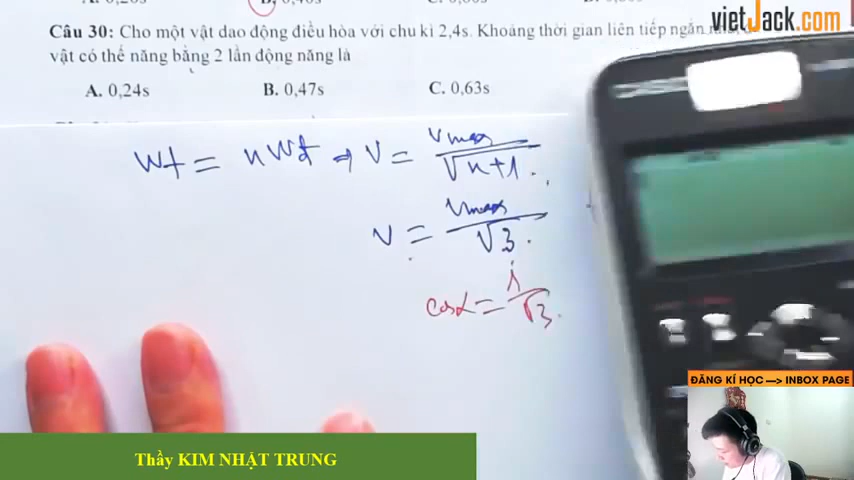 vietJack.com
Câu 30: Cho một vật dao động điều hòa với chu kì 2,4s. Khoảng thời gian liên tiếp ngắn
vật có thế năng bằng 2 lần động năng là
A. 0,24s B. 0,47s C. 0,63s
Wt = nWđ → v = vmax / √n+1
v = vmax / √3
cosα = 1 / √3
ĐĂNG KÍ HỌC —> INBOX PAGE
Thầy KIM NHẬT TRUNG